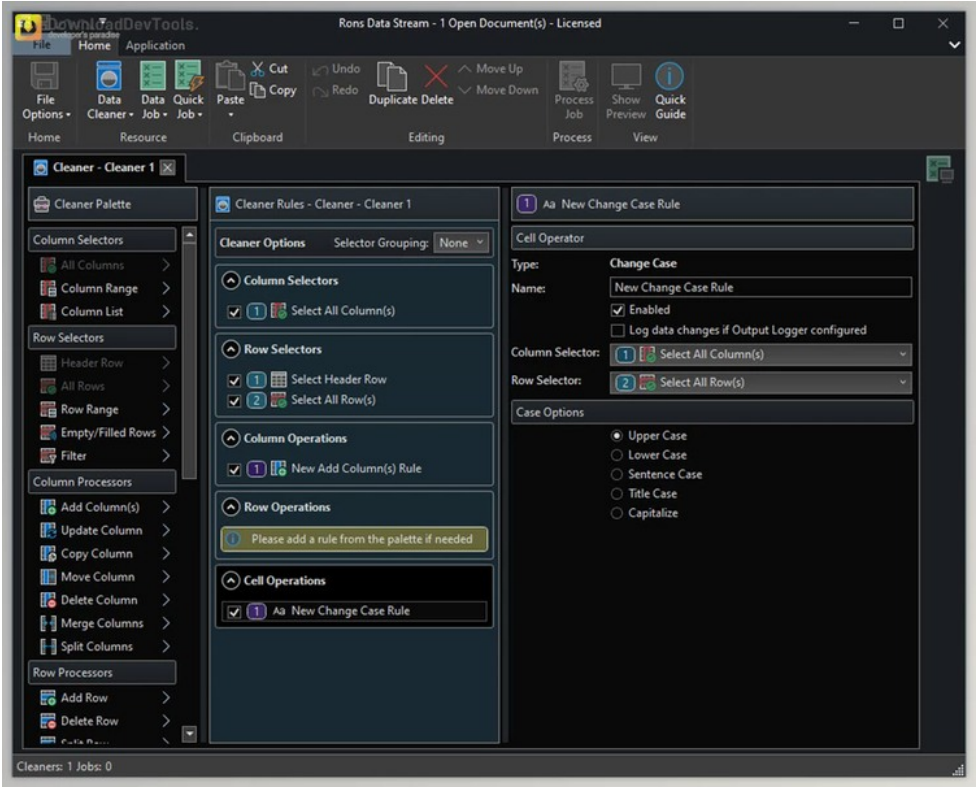 DownloadDevTools.
developer's paradise
Rons Data Stream - 1 Open Document(s) - Licensed
File Home Application
File Options
Data Cleaner
Data Job
Quick Job
Paste
Cut
Copy
Undo
Redo
Duplicate
Delete
Move Up
Move Down
Process Job
Show Preview
Quick Guide
Home Resource Clipboard Editing Process View
Cleaner - Cleaner 1
Cleaner Palette
Column Selectors
All Columns
Column Range
Column List
Row Selectors
Header Row
All Rows
Row Range
Empty/Filled Rows
Filter
Column Processors
Add Column(s)
Update Column
Copy Column
Move Column
Delete Column
Merge Columns
Split Columns
Row Processors
Add Row
Delete Row
Split Row
Cleaner Rules - Cleaner - Cleaner 1
Cleaner Options Selector Grouping: None
Column Selectors
1 Select All Column(s)
Row Selectors
1 Select Header Row
2 Select All Row(s)
Column Operations
1 New Add Column(s) Rule
Row Operations
Please add a rule from the palette if needed
Cell Operations
1 Aa New Change Case Rule
1 Aa New Change Case Rule
Cell Operator
Type: Change Case
Name: New Change Case Rule
Enabled
Log data changes if Output Logger configured
Column Selector: 1 Select All Column(s)
Row Selector: 2 Select All Row(s)
Case Options
Upper Case
Lower Case
Sentence Case
Title Case
Capitalize
Cleaners: 1 Jobs: 0